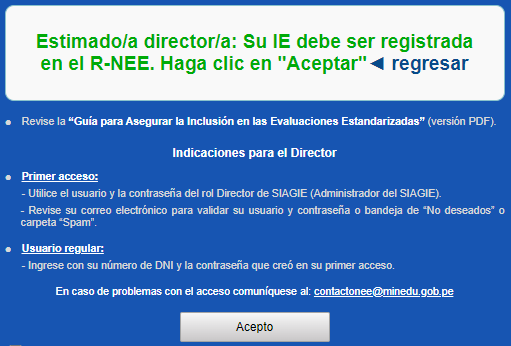 Estimado/a director/a: Su IE debe ser registrada
en el R-NEE. Haga clic en "Aceptar"◄ regresar
● Revise la “Guía para Asegurar la Inclusión en las Evaluaciones Estandarizadas” (versión PDF).
Indicaciones para el Director
● Primer acceso:
- Utilice el usuario y la contraseña del rol Director de SIAGIE (Administrador del SIAGIE).
- Revise su correo electrónico para validar su usuario y contraseña o bandeja de “No deseados” o
carpeta “Spam”.
● Usuario regular:
- Ingrese con su número de DNI y la contraseña que creó en su primer acceso.
En caso de problemas con el acceso comuníquese al: contactonee@minedu.gob.pe
Acepto